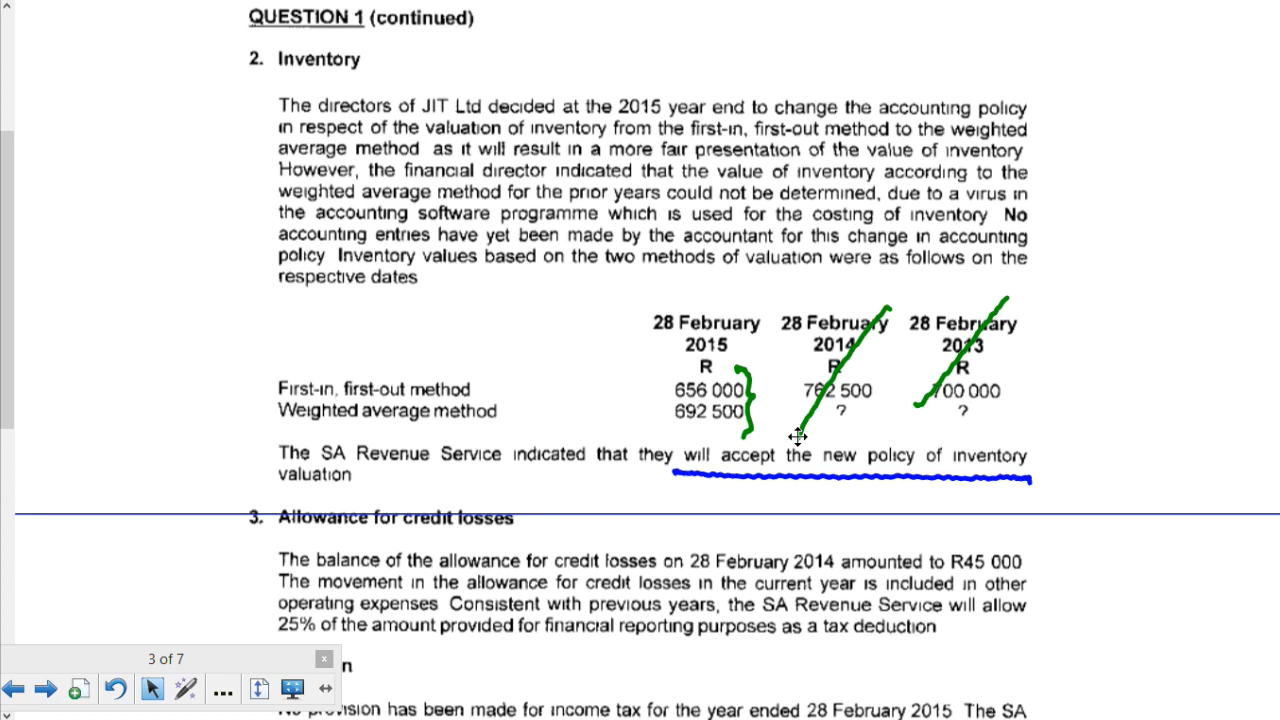 QUESTION 1 (continued)
2. Inventory
The directors of JIT Ltd decided at the 2015 year end to change the accounting policy
in respect of the valuation of inventory from the first-in, first-out method to the weighted
average method as it will result in a more fair presentation of the value of inventory
However, the financial director indicated that the value of inventory according to the
weighted average method for the prior years could not be determined, due to a virus in
the accounting software programme which is used for the costing of inventory No
accounting entries have yet been made by the accountant for this change in accounting
policy Inventory values based on the two methods of valuation were as follows on the
respective dates
28 February 28 February 28 February
2015 2014 2013
R R R
First-in, first-out method 656 000 762 500 700 000
Weighted average method 692 500 ? ?
The SA Revenue Service indicated that they will accept the new policy of inventory
valuation
3. Allowance for credit losses
The balance of the allowance for credit losses on 28 February 2014 amounted to R45 000
The movement in the allowance for credit losses in the current year is included in other
operating expenses Consistent with previous years, the SA Revenue Service will allow
25% of the amount provided for financial reporting purposes as a tax deduction
3 of 7
n
has been made for income tax for the year ended 28 February 2015 The SA